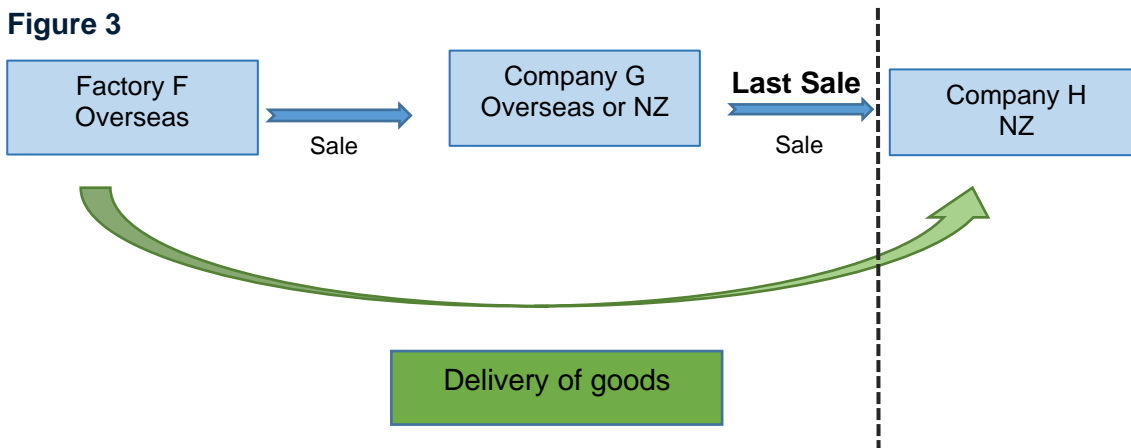 Figure 3
Factory F
Overseas
Sale
Company G
Overseas or NZ
Last Sale
Sale
Company H
NZ
Delivery of goods